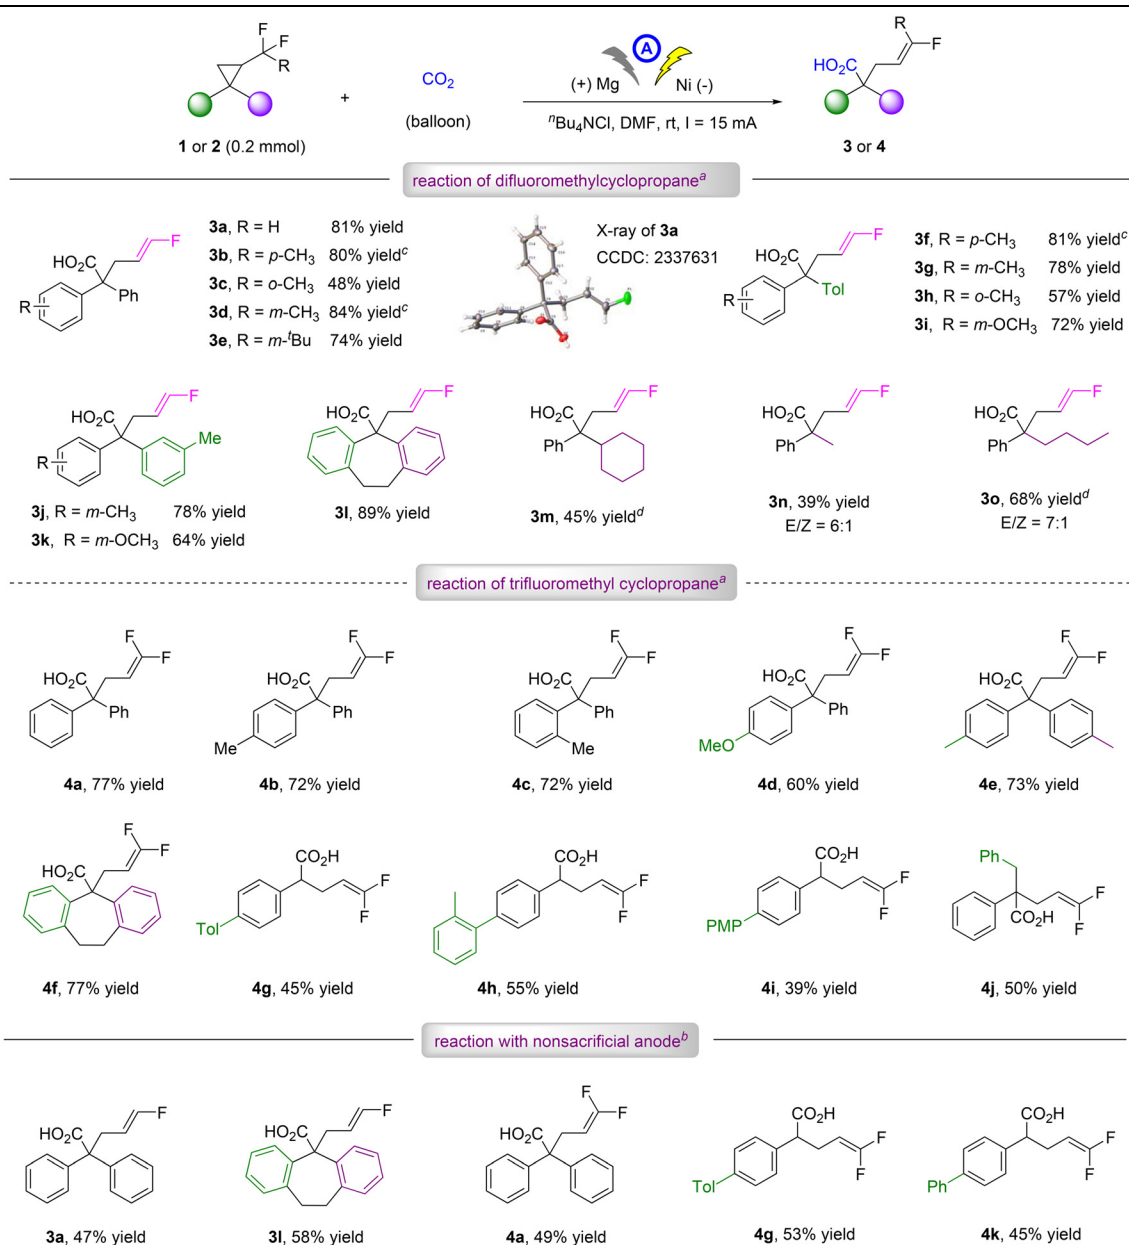 F
F
R
CO₂
(balloon)
+
1 or 2 (0.2 mmol)
A
(+) Mg
Ni (-)
ⁿBu₄NCl, DMF, rt, I = 15 mA
R
F
HO₂C
3 or 4
reaction of difluoromethylcyclopropaneᵃ
F
HO₂C
Ph
R
3a, R = H 81% yield
3b, R = p-CH₃ 80% yieldᶜ
3c, R = o-CH₃ 48% yield
3d, R = m-CH₃ 84% yieldᶜ
3e, R = m-ᵗBu 74% yield
X-ray of 3a
CCDC: 2337631
F
HO₂C
Tol
R
3f, R = p-CH₃ 81% yieldᶜ
3g, R = m-CH₃ 78% yield
3h, R = o-CH₃ 57% yield
3i, R = m-OCH₃ 72% yield
F
HO₂C
Me
R
3j, R = m-CH₃ 78% yield
3k, R = m-OCH₃ 64% yield
F
HO₂C
3l, 89% yield
F
HO₂C
Ph
3m, 45% yieldᵈ
F
HO₂C
Ph
3n, 39% yield
E/Z = 6:1
F
HO₂C
Ph
3o, 68% yieldᵈ
E/Z = 7:1
reaction of trifluoromethyl cyclopropaneᵃ
F
F
HO₂C
Ph
4a, 77% yield
F
F
HO₂C
Ph
Me
4b, 72% yield
F
F
HO₂C
Ph
Me
4c, 72% yield
F
F
HO₂C
Ph
MeO
4d, 60% yield
F
F
HO₂C
4e, 73% yield
F
F
HO₂C
4f, 77% yield
CO₂H
F
F
Tol
4g, 45% yield
CO₂H
F
F
4h, 55% yield
CO₂H
F
F
PMP
4i, 39% yield
Ph
CO₂H
F
F
4j, 50% yield
reaction with nonsacrificial anodeᵇ
F
HO₂C
3a, 47% yield
F
HO₂C
3l, 58% yield
F
F
HO₂C
4a, 49% yield
CO₂H
F
F
Tol
4g, 53% yield
CO₂H
F
F
Ph
4k, 45% yield